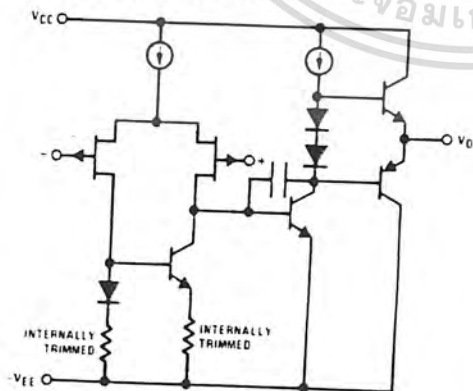 VCC
-
+
VO
INTERNALLY
TRIMMED
INTERNALLY
TRIMMED
-VEE